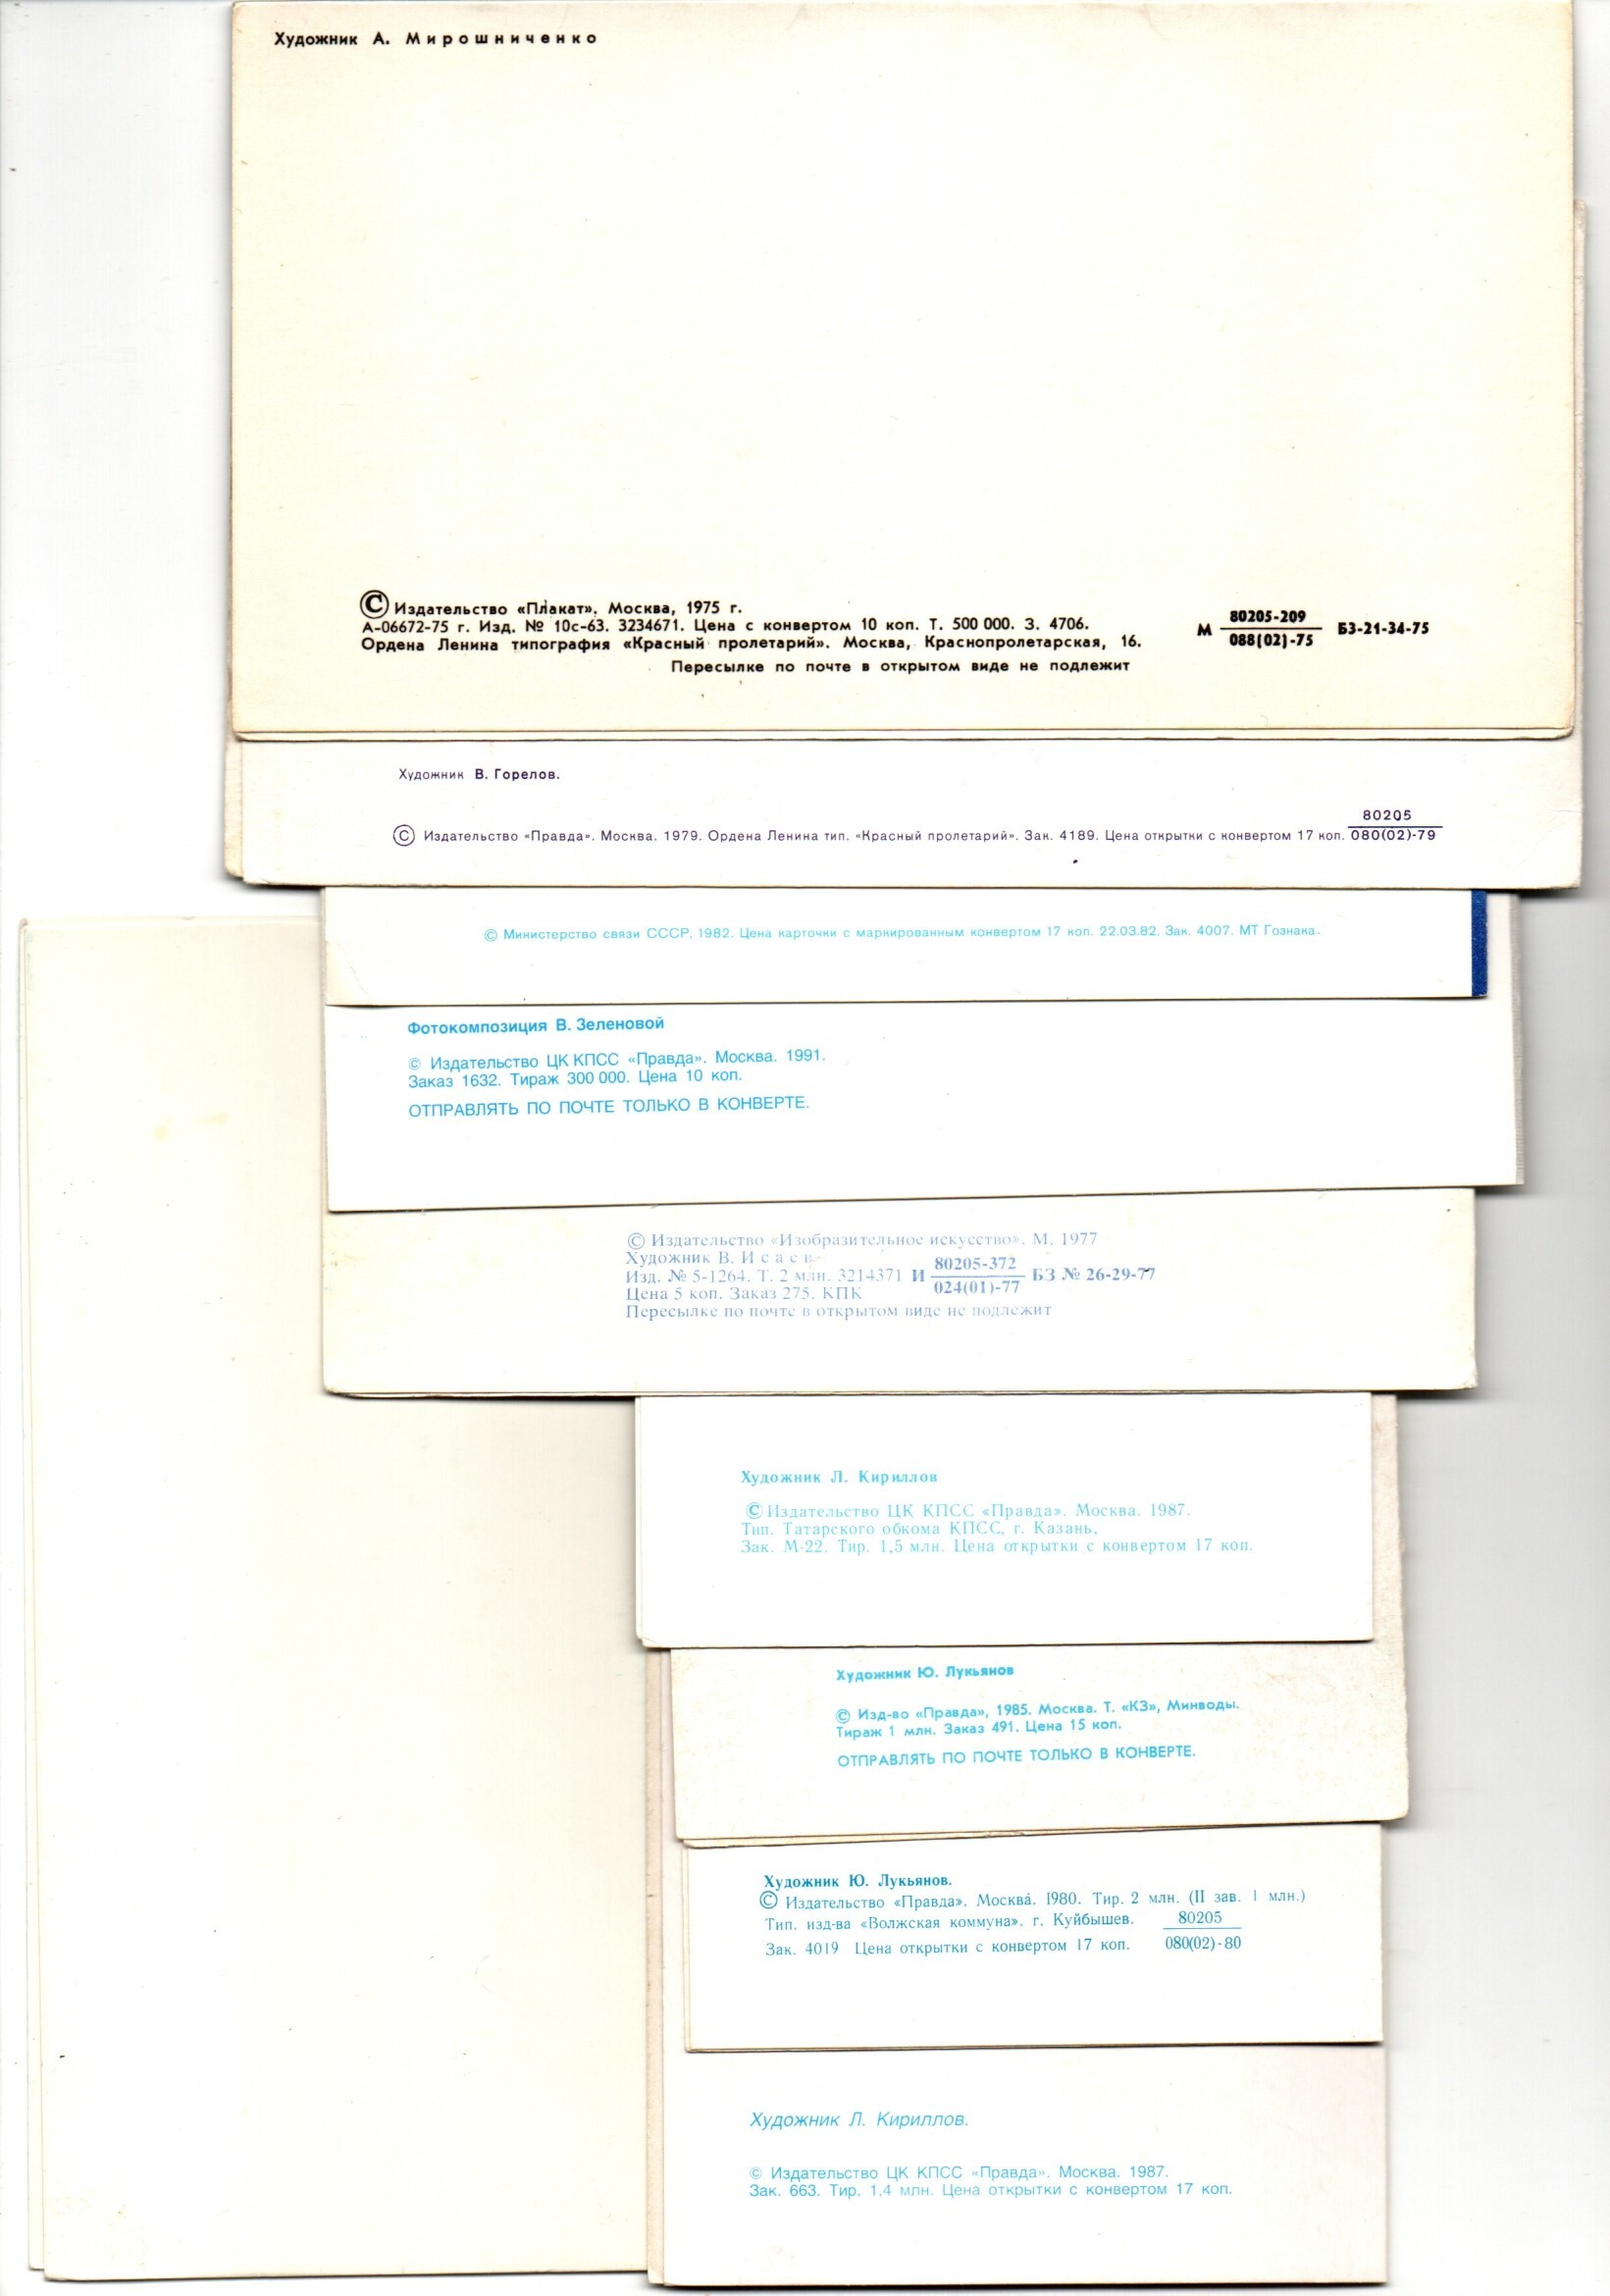 Художник А. Мирошниченко
© Издательство «Плакат». Москва, 1975 г.
А-06672-75 г. Изд. № 10с-63. 3234671. Цена с конвертом 10 коп. Т. 500 000. З. 4706.
Ордена Ленина типография «Красный пролетарий». Москва, Краснопролетарская, 16.
М 80205-209 БЗ-21-34-75
088(02)-75
Пересылке по почте в открытом виде не подлежит
Художник В. Горелов.
80205
© Издательство «Правда». Москва. 1979. Ордена Ленина тип. «Красный пролетарий». Зак. 4189. Цена открытки с конвертом 17 коп. 080(02)-79
© Министерство связи СССР, 1982. Цена карточки с маркированным конвертом 17 коп. 22.03.82. Зак. 4007. МТ Гознака.
Фотокомпозиция В. Зеленовой
© Издательство ЦК КПСС «Правда». Москва. 1991.
Заказ 1632. Тираж 300 000. Цена 10 коп.
ОТПРАВЛЯТЬ ПО ПОЧТЕ ТОЛЬКО В КОНВЕРТЕ.
© Издательство «Изобразительное искусство». М. 1977
Художник В. Исаев
Изд. № 5-1264. Т. 2 млн. 3214371 И 80205-372 БЗ № 26-29-77
024(01)-77
Цена 5 коп. Заказ 275. КПК
Пересылке по почте в открытом виде не подлежит
Художник Л. Кириллов
© Издательство ЦК КПСС «Правда». Москва. 1987.
Тип. Татарского обкома КПСС, г. Казань,
Зак. М-22. Тир. 1,5 млн. Цена открытки с конвертом 17 коп.
Художник Ю. Лукьянов
© Изд-во «Правда», 1985. Москва. Т. «КЗ», Минводы.
Тираж 1 млн. Заказ 491. Цена 15 коп.
ОТПРАВЛЯТЬ ПО ПОЧТЕ ТОЛЬКО В КОНВЕРТЕ.
Художник Ю. Лукьянов.
© Издательство «Правда». Москва. 1980. Тир. 2 млн. (II зав. 1 млн.)
Тип. изд-ва «Волжская коммуна». г. Куйбышев. 80205
Зак. 4019 Цена открытки с конвертом 17 коп. 080(02)-80
Художник Л. Кириллов.
© Издательство ЦК КПСС «Правда». Москва. 1987.
Зак. 663. Тир. 1,4 млн. Цена открытки с конвертом 17 коп.